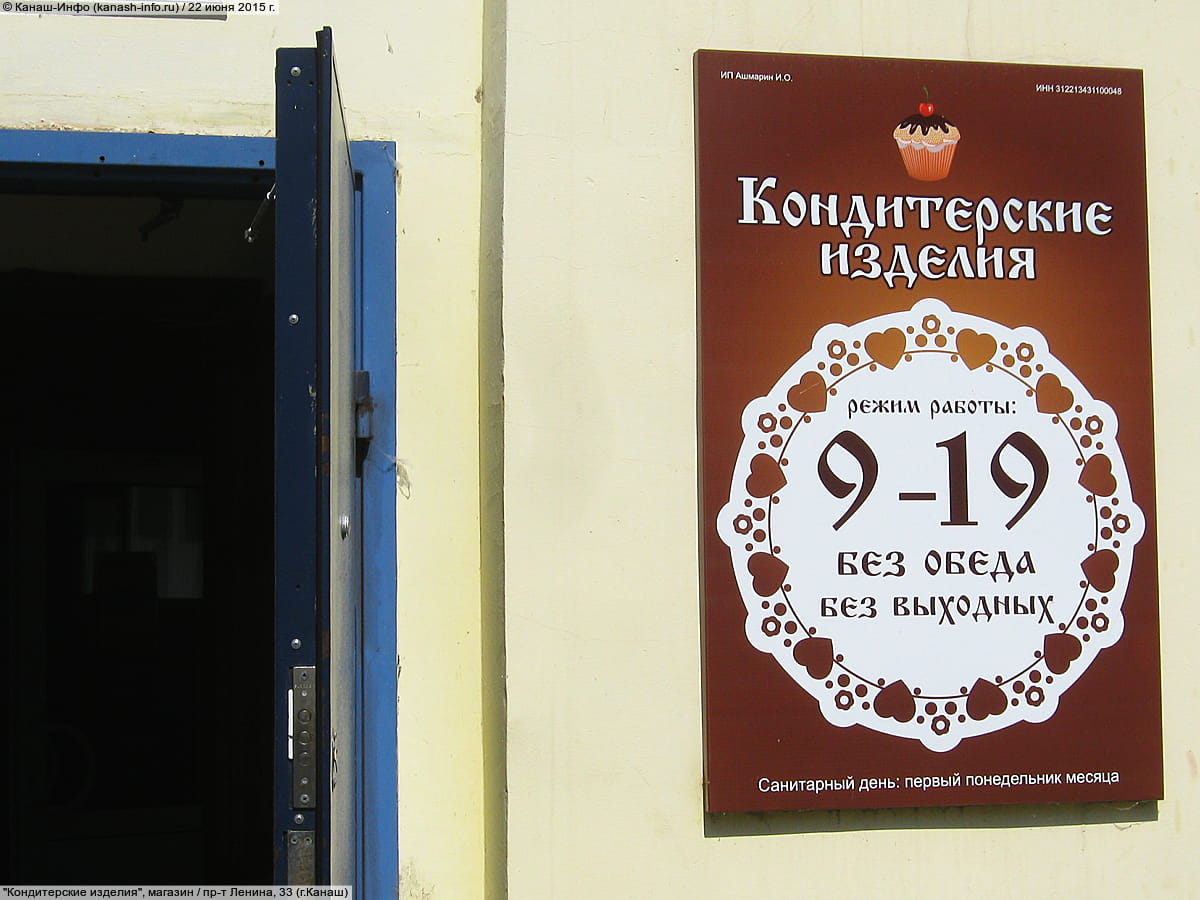 © Канаш-Инфо (kanash-info.ru) / 22 июня 2015 г.
ИП Ашмарин И.О.
ИНН 312213431100048
Кондитерские
изделия
режим работы:
9-19
без обеда
без выходных
Санитарный день: первый понедельник месяца
"Кондитерские изделия", магазин / пр-т Ленина, 33 (г.Канаш)